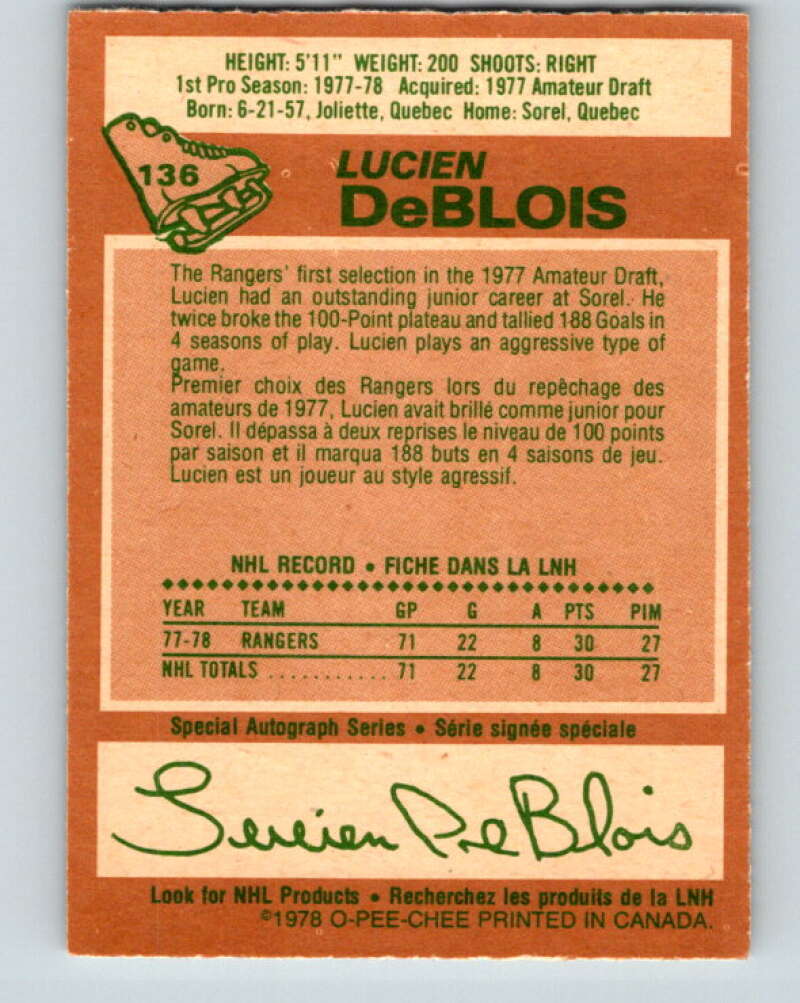 HEIGHT: 5'11" WEIGHT: 200 SHOOTS: RIGHT
1st Pro Season: 1977-78 Acquired: 1977 Amateur Draft
Born: 6-21-57, Joliette, Quebec Home: Sorel, Quebec
136
LUCIEN
DeBLOIS
The Rangers' first selection in the 1977 Amateur Draft,
Lucien had an outstanding junior career at Sorel. He
twice broke the 100-Point plateau and tallied 188 Goals in
4 seasons of play. Lucien plays an aggressive type of
game.
Premier choix des Rangers lors du repêchage des
amateurs de 1977, Lucien avait brillé comme junior pour
Sorel. Il dépassa à deux reprises le niveau de 100 points
par saison et il marqua 188 buts en 4 saisons de jeu.
Lucien est un joueur au style agressif.
NHL RECORD • FICHE DANS LA LNH
YEAR TEAM GP G A PTS PIM
77-78 RANGERS 71 22 8 30 27
NHL TOTALS ........... 71 22 8 30 27
Special Autograph Series • Série signée spéciale
Lucien DeBlois
Look for NHL Products • Recherchez les produits de la LNH
©1978 O-PEE-CHEE PRINTED IN CANADA.